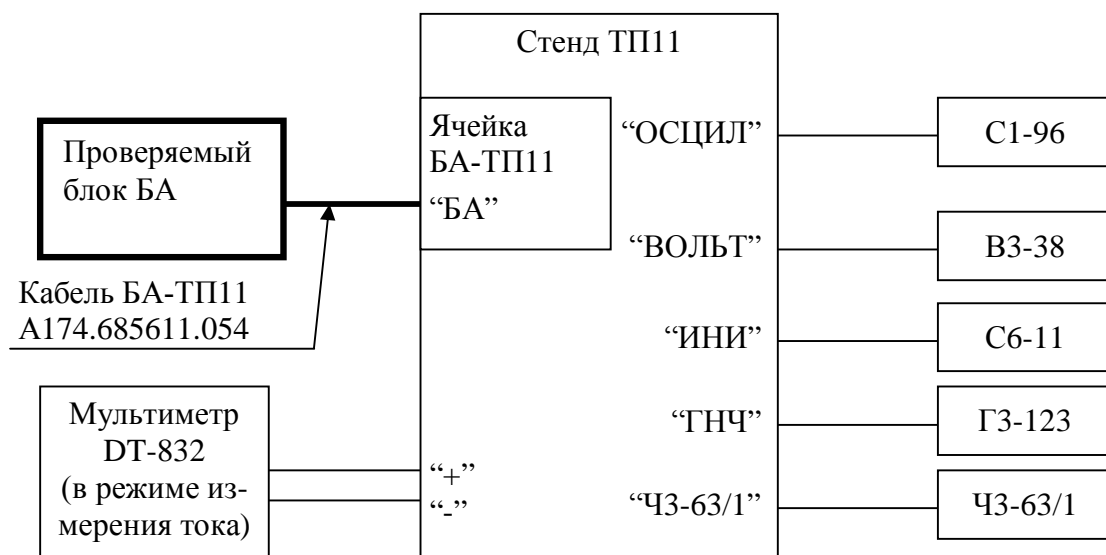 Стенд ТП11
Проверяемый
блок БА
Ячейка
БА-ТП11
“БА”
Кабель БА-ТП11
А174.685611.054
Мультиметр
DT-832
(в режиме из-
мерения тока)
“+”
“-”
“ОСЦИЛ”
С1-96
“ВОЛЬТ”
В3-38
“ИНИ”
С6-11
“ГНЧ”
Г3-123
“Ч3-63/1”
Ч3-63/1